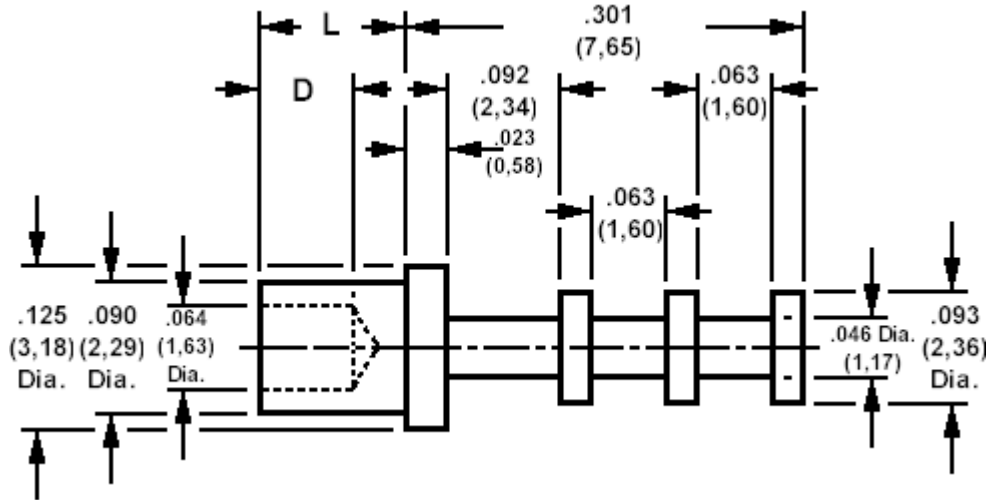 L
.301
(7,65)
D
.092
(2,34)
.063
(1,60)
.023
(0,58)
.063
(1,60)
.125
(3,18)
Dia.
.090
(2,29)
Dia.
.064
(1,63)
Dia.
.046 Dia.
(1,17)
.093
(2,36)
Dia.